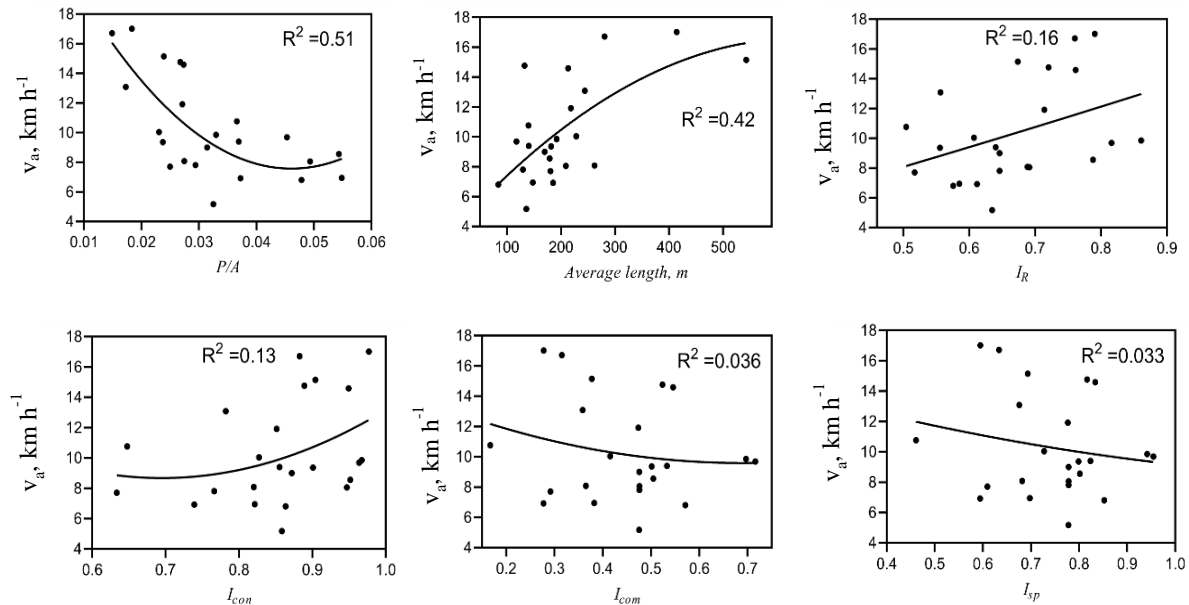 18
16
14
12
10
8
6
4
vₐ, km h⁻¹
R² =0.51
0.01 0.02 0.03 0.04 0.05 0.06
P/A
18
16
14
12
10
8
6
4
vₐ, km h⁻¹
R² =0.42
100 200 300 400 500
Average length, m
18
16
14
12
10
8
6
4
vₐ, km h⁻¹
R² =0.16
0.5 0.6 0.7 0.8 0.9
I_R
18
16
14
12
10
8
6
4
vₐ, km h⁻¹
R² =0.13
0.6 0.7 0.8 0.9 1.0
I_con
18
16
14
12
10
8
6
4
vₐ, km h⁻¹
R² =0.036
0.2 0.3 0.4 0.5 0.6 0.7
I_com
18
16
14
12
10
8
6
4
vₐ, km h⁻¹
R² =0.033
0.4 0.5 0.6 0.7 0.8 0.9 1.0
I_sp